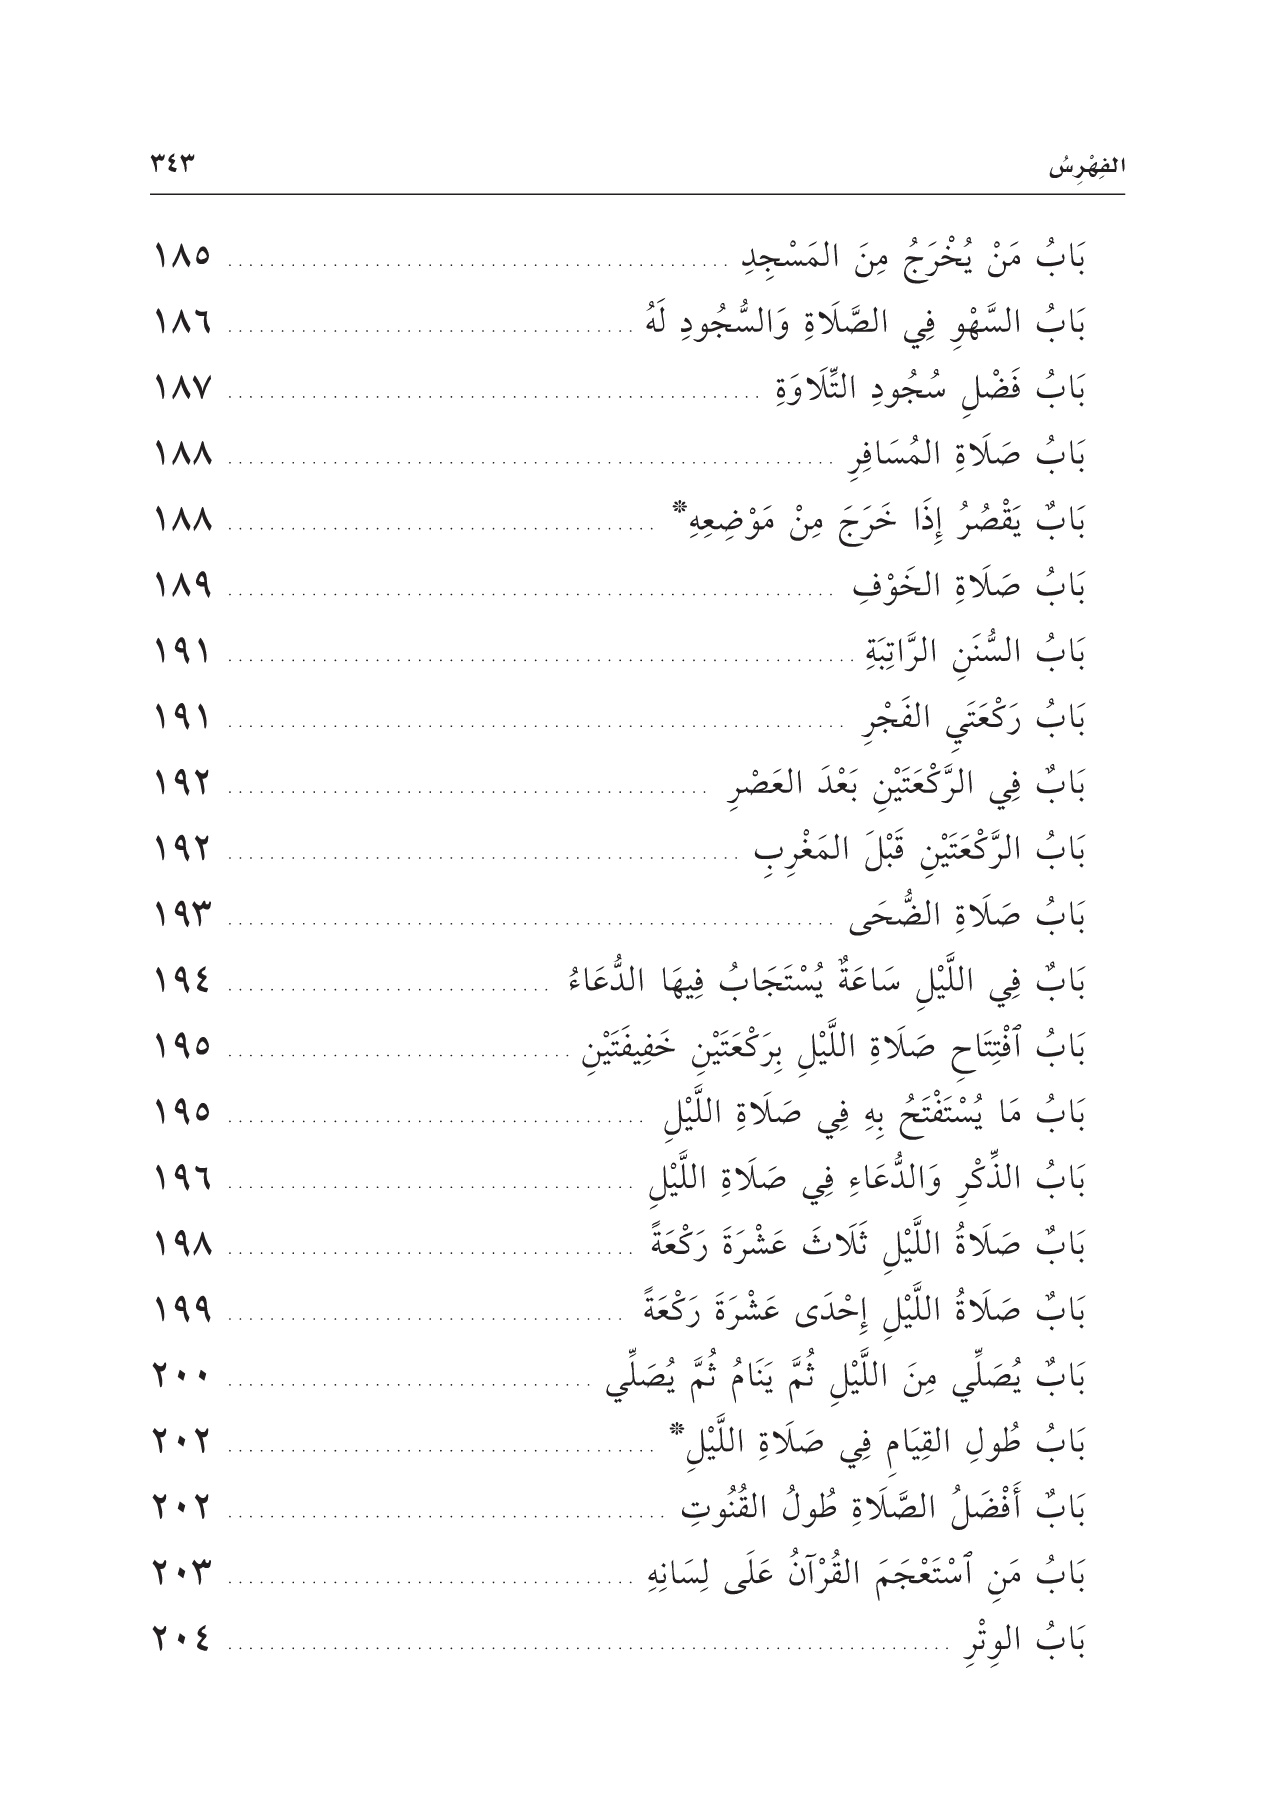 الفِهْرِسُ ٣٤٣
بَابُ مَنْ يُخْرَجُ مِنَ المَسْجِدِ ١٨٥
بَابُ السَّهْوِ فِي الصَّلَاةِ وَالسُّجُودِ لَهُ ١٨٦
بَابُ فَضْلِ سُجُودِ التِّلَاوَةِ ١٨٧
بَابُ صَلَاةِ المُسَافِرِ ١٨٨
بَابٌ يَقْصُرُ إِذَا خَرَجَ مِنْ مَوْضِعِهِ* ١٨٨
بَابُ صَلَاةِ الخَوْفِ ١٨٩
بَابُ السُّنَنِ الرَّاتِبَةِ ١٩١
بَابُ رَكْعَتَيِ الفَجْرِ ١٩١
بَابٌ فِي الرَّكْعَتَيْنِ بَعْدَ العَصْرِ ١٩٢
بَابُ الرَّكْعَتَيْنِ قَبْلَ المَغْرِبِ ١٩٢
بَابُ صَلَاةِ الضُّحَى ١٩٣
بَابٌ فِي اللَّيْلِ سَاعَةٌ يُسْتَجَابُ فِيهَا الدُّعَاءُ ١٩٤
بَابُ ٱفْتِتَاحِ صَلَاةِ اللَّيْلِ بِرَكْعَتَيْنِ خَفِيفَتَيْنِ ١٩٥
بَابُ مَا يُسْتَفْتَحُ بِهِ فِي صَلَاةِ اللَّيْلِ ١٩٥
بَابُ الذِّكْرِ وَالدُّعَاءِ فِي صَلَاةِ اللَّيْلِ ١٩٦
بَابٌ صَلَاةُ اللَّيْلِ ثَلَاثَ عَشْرَةَ رَكْعَةً ١٩٨
بَابٌ صَلَاةُ اللَّيْلِ إِحْدَى عَشْرَةَ رَكْعَةً ١٩٩
بَابٌ يُصَلِّي مِنَ اللَّيْلِ ثُمَّ يَنَامُ ثُمَّ يُصَلِّي ٢٠٠
بَابُ طُولِ القِيَامِ فِي صَلَاةِ اللَّيْلِ* ٢٠٢
بَابٌ أَفْضَلُ الصَّلَاةِ طُولُ القُنُوتِ ٢٠٢
بَابُ مَنِ ٱسْتَعْجَمَ القُرْآنُ عَلَى لِسَانِهِ ٢٠٣
بَابُ الوِتْرِ ٢٠٤